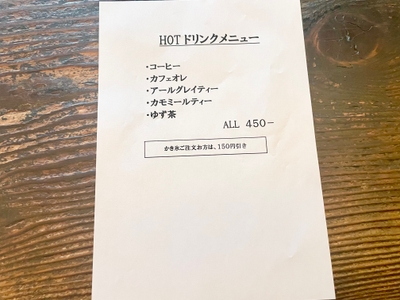 HOTドリンクメニュー
・コーヒー
・カフェオレ
・アールグレイティー
・カモミールティー
・ゆず茶
ALL 450−
かき氷ご注文お方は、150円引き